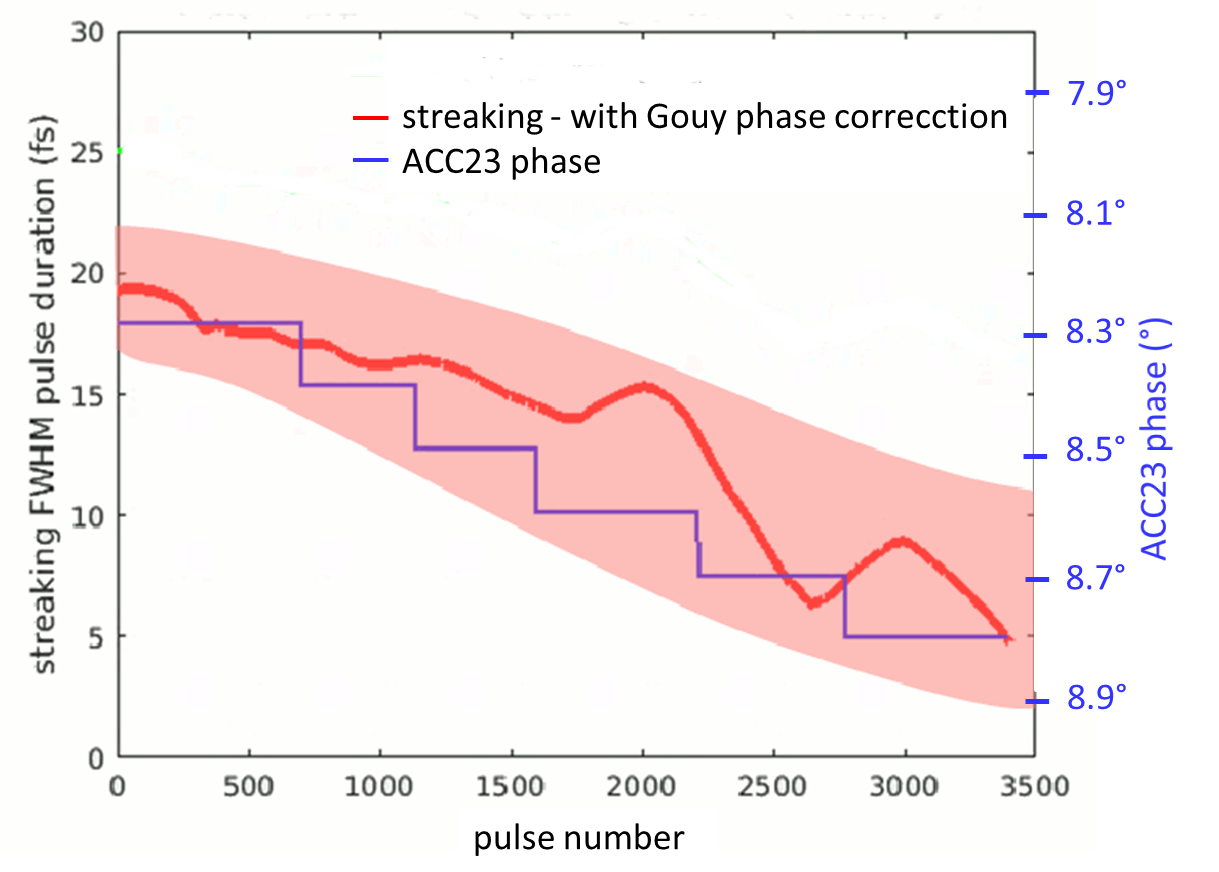 30
25
20
15
10
5
0
streaking FWHM pulse duration (fs)
streaking - with Gouy phase correcction
ACC23 phase
7.9°
8.1°
8.3°
8.5°
8.7°
8.9°
ACC23 phase (°)
0 500 1000 1500 2000 2500 3000 3500
pulse number